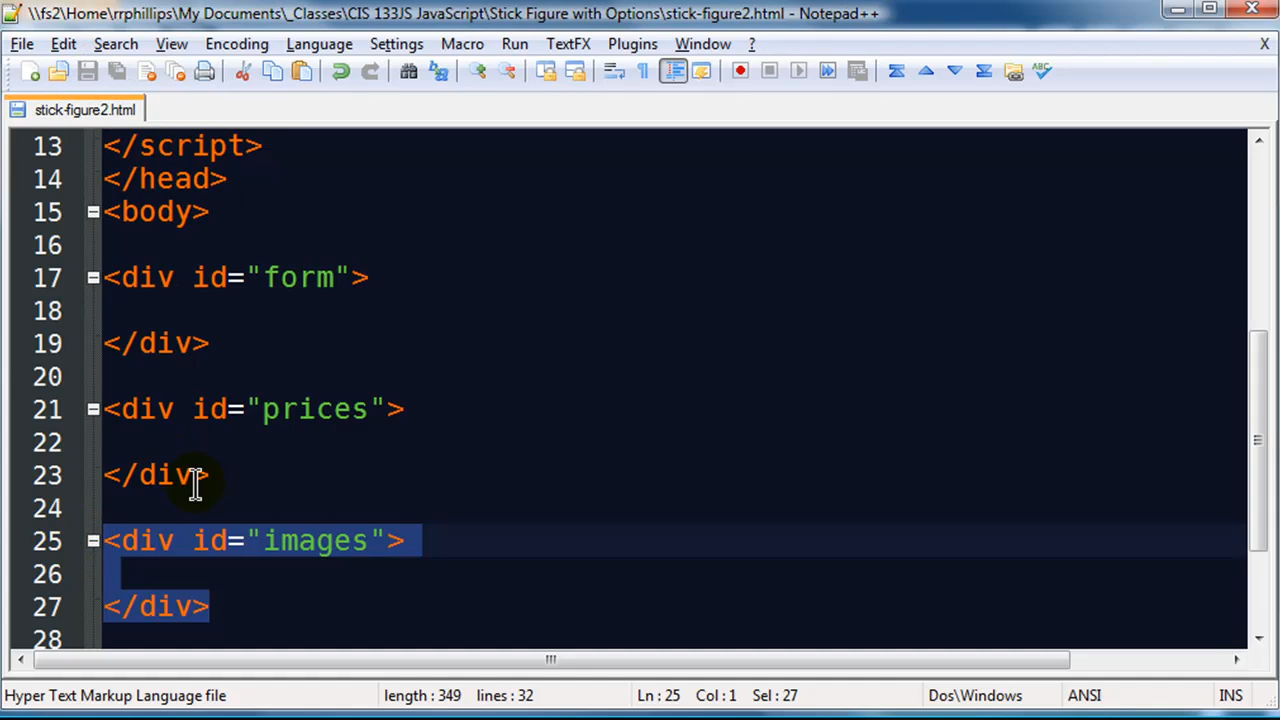 \\fs2\Home\rrphillips\My Documents\_Classes\CIS 133JS JavaScript\Stick Figure with Options\stick-figure2.html - Notepad++
File Edit Search View Encoding Language Settings Macro Run TextFX Plugins Window ? X
stick-figure2.html
13 </script>
14 </head>
15 <body>
16
17 <div id="form">
18
19 </div>
20
21 <div id="prices">
22
23 </div>
24
25 <div id="images">
26
27 </div>
28
Hyper Text Markup Language file length : 349 lines : 32 Ln : 25 Col : 1 Sel : 27 Dos\Windows ANSI INS